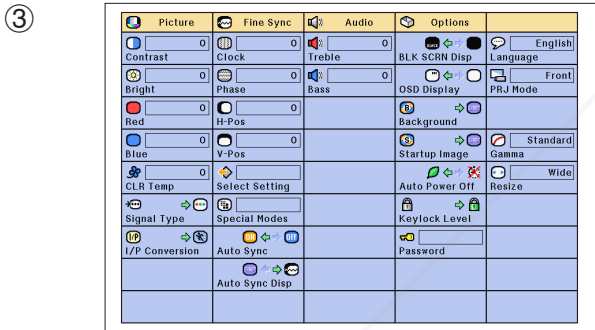 ③
Picture Fine Sync Audio Options
0 0 0 English
Contrast Clock Treble BLK SCRN Disp Language
0 0 0 Front
Bright Phase Bass OSD Display PRJ Mode
0 0 B
Red H-Pos Background
0 0 S Standard
Blue V-Pos Startup Image Gamma
0 Wide
CLR Temp Select Setting Auto Power Off Resize
Signal Type Special Modes Keylock Level
I/P ON OFF
I/P Conversion Auto Sync Password
Auto Sync Disp